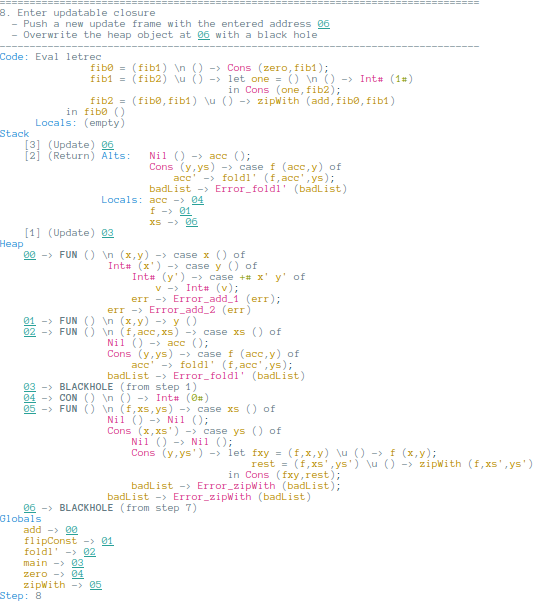 ================================================================================
8. Enter updatable closure
  - Push a new update frame with the entered address 06
  - Overwrite the heap object at 06 with a black hole
--------------------------------------------------------------------------------
Code: Eval letrec
               fib0 = (fib1) \n () -> Cons (zero,fib1);
               fib1 = (fib2) \u () -> let one = () \n () -> Int# (1#)
                                      in Cons (one,fib2);
               fib2 = (fib0,fib1) \u () -> zipWith (add,fib0,fib1)
           in fib0 ()
      Locals: (empty)
Stack
    [3] (Update) 06
    [2] (Return) Alts:   Nil () -> acc ();
                         Cons (y,ys) -> case f (acc,y) of
                             acc' -> foldl' (f,acc',ys);
                         badList -> Error_foldl' (badList)
                 Locals: acc -> 04
                         f -> 01
                         xs -> 06
    [1] (Update) 03
Heap
    00 -> FUN () \n (x,y) -> case x () of
                  Int# (x') -> case y () of
                      Int# (y') -> case +# x' y' of
                          v -> Int# (v);
                      err -> Error_add_1 (err);
                  err -> Error_add_2 (err)
    01 -> FUN () \n (x,y) -> y ()
    02 -> FUN () \n (f,acc,xs) -> case xs () of
                  Nil () -> acc ();
                  Cons (y,ys) -> case f (acc,y) of
                      acc' -> foldl' (f,acc',ys);
                  badList -> Error_foldl' (badList)
    03 -> BLACKHOLE (from step 1)
    04 -> CON () \n () -> Int# (0#)
    05 -> FUN () \n (f,xs,ys) -> case xs () of
                  Nil () -> Nil ();
                  Cons (x,xs') -> case ys () of
                      Nil () -> Nil ();
                      Cons (y,ys') -> let fxy = (f,x,y) \u () -> f (x,y);
                                          rest = (f,xs',ys') \u () -> zipWith (f,xs',ys')
                                      in Cons (fxy,rest);
                      badList -> Error_zipWith (badList);
                  badList -> Error_zipWith (badList)
    06 -> BLACKHOLE (from step 7)
Globals
    add -> 00
    flipConst -> 01
    foldl' -> 02
    main -> 03
    zero -> 04
    zipWith -> 05
Step: 8